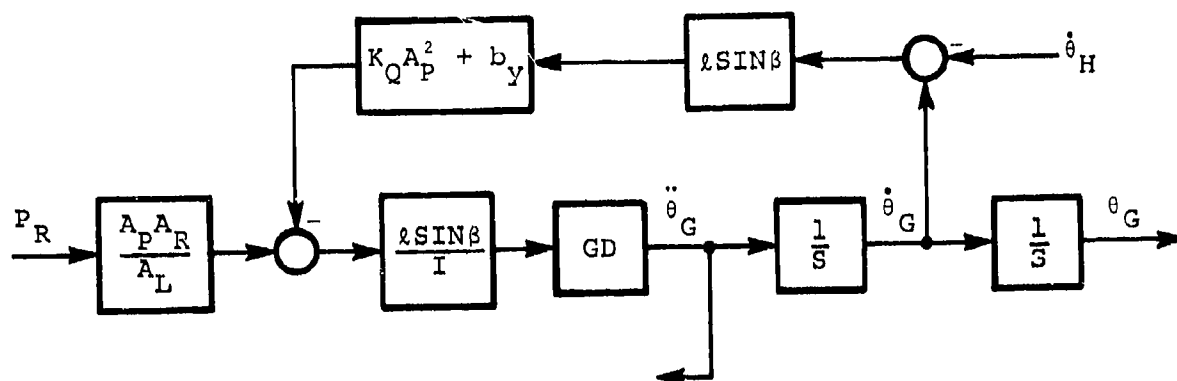 K_Q A_P^2 + b_y
ℓSINβ
-
θ̇_H
P_R
A_P A_R
A_L
-
ℓSINβ
I
GD
θ̈_G
1
S
θ̇_G
1
S
θ_G